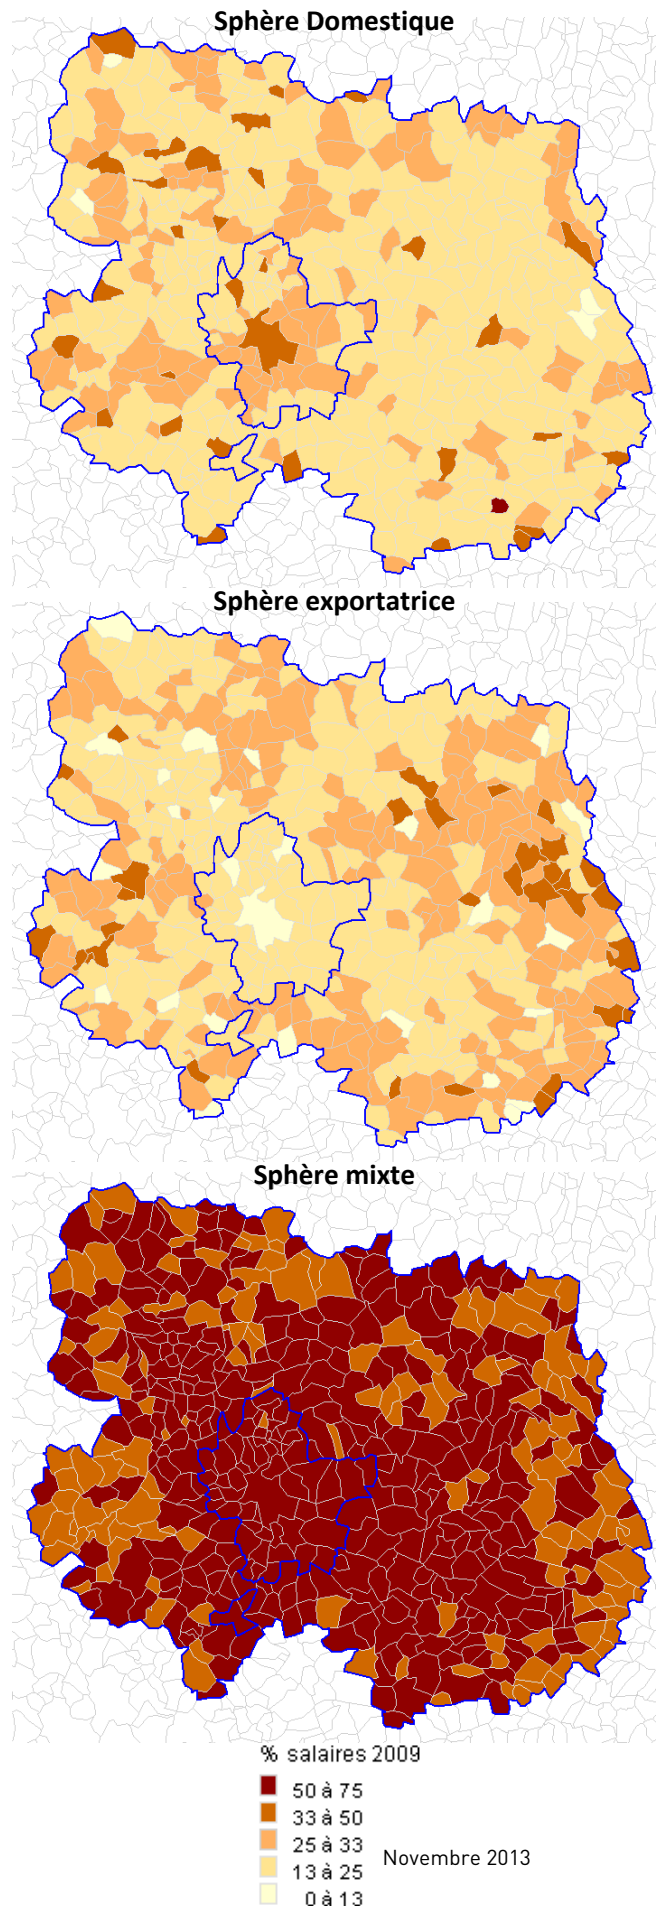 Sphère Domestique
Sphère exportatrice
Sphère mixte
% salaires 2009
50 à 75
33 à 50
25 à 33
13 à 25
0 à 13
Novembre 2013